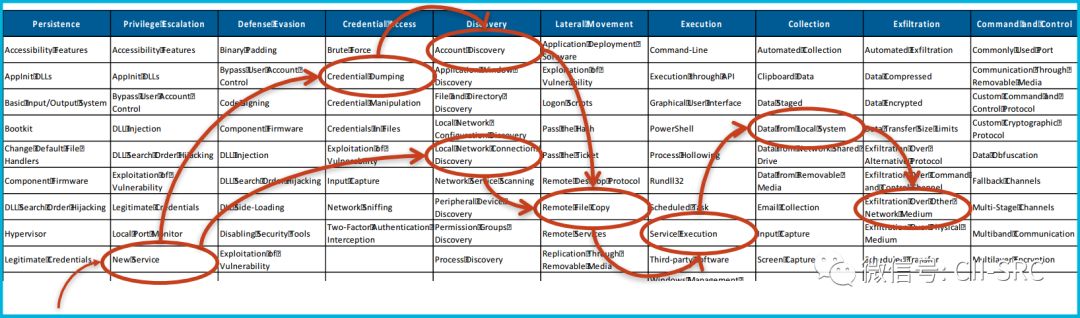 Persistence
Privilege Escalation
Defense Evasion
Credential Access
Discovery
Lateral Movement
Execution
Collection
Exfiltration
Command and Control
Accessibility Features
Accessibility Features
Binary Padding
Brute Force
Account Discovery
Application Deployment
Software
Command-Line
Automated Collection
Automated Exfiltration
Commonly Used Port
AppInit DLLs
AppInit DLLs
Bypass User Account
Control
Credential Dumping
Application Window
Discovery
Exploitation of
Vulnerability
Execution through API
Clipboard Data
Data Compressed
Communication Through
Removable Media
Basic Input/Output System
Bypass User Account
Control
Code Signing
Credential Manipulation
File and Directory
Discovery
Logon Scripts
Graphical User Interface
Data Staged
Data Encrypted
Custom Command and
Control Protocol
Bootkit
DLL Injection
Component Firmware
Credentials in Files
Local Network
Configuration Discovery
Pass the Hash
PowerShell
Data from Local System
Data Transfer Size Limits
Custom Cryptographic
Protocol
Change Default File
Handlers
DLL Search Order Hijacking
DLL Injection
Exploitation of
Vulnerability
Local Network Connections
Discovery
Pass the Ticket
Process Hollowing
Data from Network Shared
Drive
Exfiltration Over
Alternative Protocol
Data Obfuscation
Component Firmware
Exploitation of
Vulnerability
DLL Search Order Hijacking
Input Capture
Network Service Scanning
Remote Desktop Protocol
Rundll32
Data from Removable
Media
Exfiltration Over Command
and Control Channel
Fallback Channels
DLL Search Order Hijacking
Legitimate Credentials
DLL Side-Loading
Network Sniffing
Peripheral Device
Discovery
Remote File Copy
Scheduled Task
Email Collection
Exfiltration Over Other
Network Medium
Multi-Stage Channels
Hypervisor
Local Port Monitor
Disabling Security Tools
Two-Factor Authentication
Interception
Permission Groups
Discovery
Remote Services
Service Execution
Input Capture
Exfiltration Over Physical
Medium
Multiband Communication
Legitimate Credentials
New Service
Exploitation of
Vulnerability
Process Discovery
Replication Through
Removable Media
Third-party Software
Screen Capture
Scheduled Transfer
Multilayer Encryption
Windows Management
微信号: CII-SRC